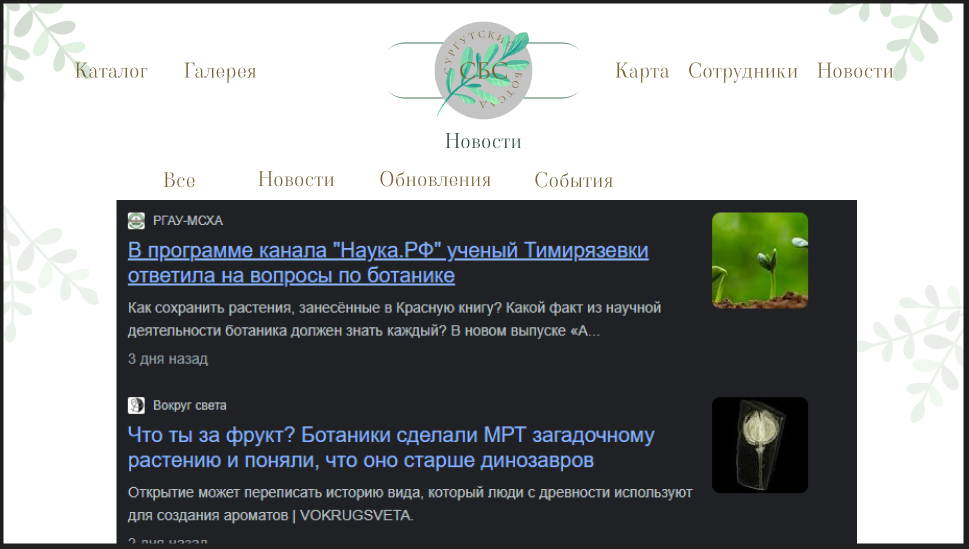 Каталог Галерея
СУРГУТСКИЙ БОТСАД
СБС
Карта Сотрудники Новости
Новости
Все Новости Обновления События
РГАУ-МСХА
В программе канала "Наука.РФ" ученый Тимирязевки
ответила на вопросы по ботанике
Как сохранить растения, занесённые в Красную книгу? Какой факт из научной
деятельности ботаника должен знать каждый? В новом выпуске «А...
3 дня назад
Вокруг света
Что ты за фрукт? Ботаники сделали МРТ загадочному
растению и поняли, что оно старше динозавров
Открытие может переписать историю вида, который люди с древности используют
для создания ароматов | VOKRUGSVETA.
2 дня назад